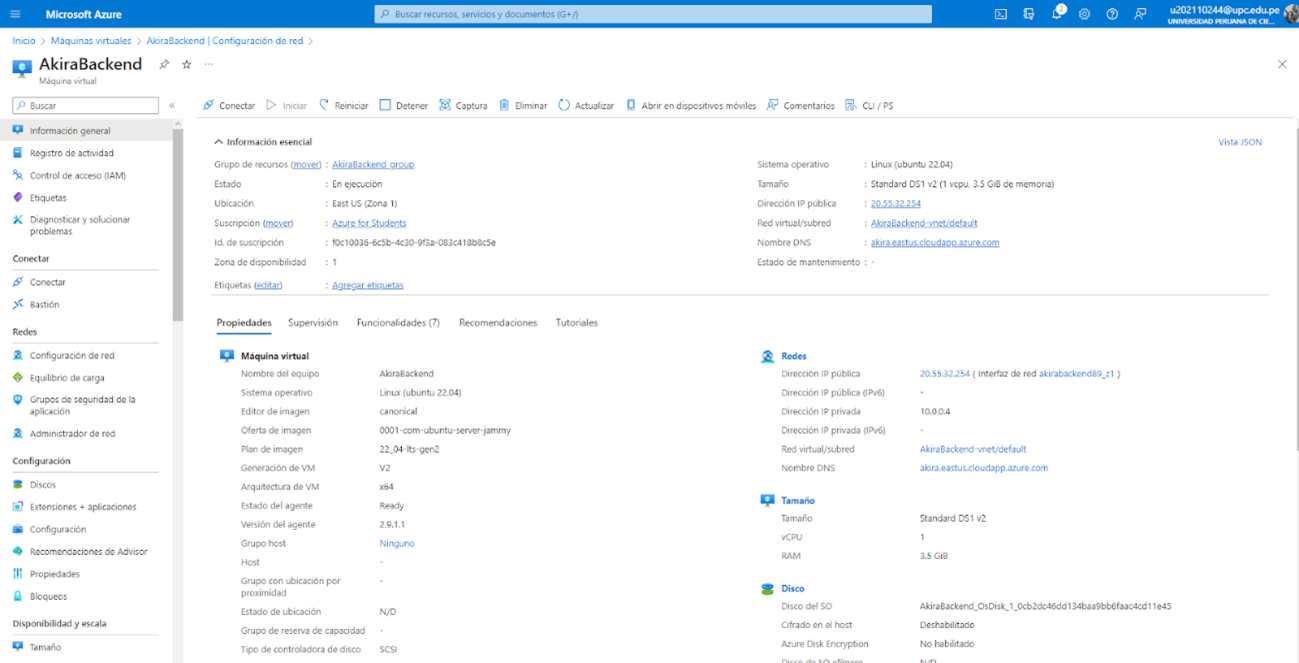 Microsoft Azure
Buscar recursos, servicios y documentos (G+/)
2
u202110244@upc.edu.pe
UNIVERSIDAD PERUANA DE CIE...
Inicio > Máquinas virtuales > AkiraBackend | Configuración de red >
AkiraBackend
Máquina virtual
Buscar
Información general
Registro de actividad
Control de acceso (IAM)
Etiquetas
Diagnosticar y solucionar
problemas
Conectar
Conectar
Bastión
Redes
Configuración de red
Equilibrio de carga
Grupos de seguridad de la
aplicación
Administrador de red
Configuración
Discos
Extensiones + aplicaciones
Configuración
Recomendaciones de Advisor
Propiedades
Bloqueos
Disponibilidad y escala
Tamaño
Conectar Iniciar Reiniciar Detener Captura Eliminar Actualizar Abrir en dispositivos móviles Comentarios CLI / PS
Información esencial
Vista JSON
Grupo de recursos (mover) : AkiraBackend_group
Estado : En ejecución
Ubicación : East US (Zona 1)
Suscripción (mover) : Azure for Students
Id. de suscripción : f0c10036-6c5b-4c30-9f3a-083c418b8c5e
Zona de disponibilidad : 1
Etiquetas (editar) : Agregar etiquetas
Sistema operativo : Linux (ubuntu 22.04)
Tamaño : Standard DS1 v2 (1 vcpu, 3.5 GiB de memoria)
Dirección IP pública : 20.55.32.254
Red virtual/subred : AkiraBackend-vnet/default
Nombre DNS : akira.eastus.cloudapp.azure.com
Estado de mantenimiento : -
Propiedades Supervisión Funcionalidades (7) Recomendaciones Tutoriales
Máquina virtual
Nombre del equipo AkiraBackend
Sistema operativo Linux (ubuntu 22.04)
Editor de imagen canonical
Oferta de imagen 0001-com-ubuntu-server-jammy
Plan de imagen 22_04-lts-gen2
Generación de VM V2
Arquitectura de VM x64
Estado del agente Ready
Versión del agente 2.9.1.1
Grupo host Ninguno
Host -
Grupo con ubicación por -
proximidad
Estado de ubicación N/D
Grupo de reserva de capacidad -
Tipo de controladora de disco SCSI
Redes
Dirección IP pública 20.55.32.254 ( Interfaz de red akirabackend89_z1 )
Dirección IP pública (IPv6) -
Dirección IP privada 10.0.0.4
Dirección IP privada (IPv6) -
Red virtual/subred AkiraBackend-vnet/default
Nombre DNS akira.eastus.cloudapp.azure.com
Tamaño
Tamaño Standard DS1 v2
vCPU 1
RAM 3.5 GiB
Disco
Disco del SO AkiraBackend_OsDisk_1_0cb2dc46dd134baa9bb6faac4cd11e45
Cifrado en el host Deshabilitado
Azure Disk Encryption No habilitado
Disco de SO efímero N/D